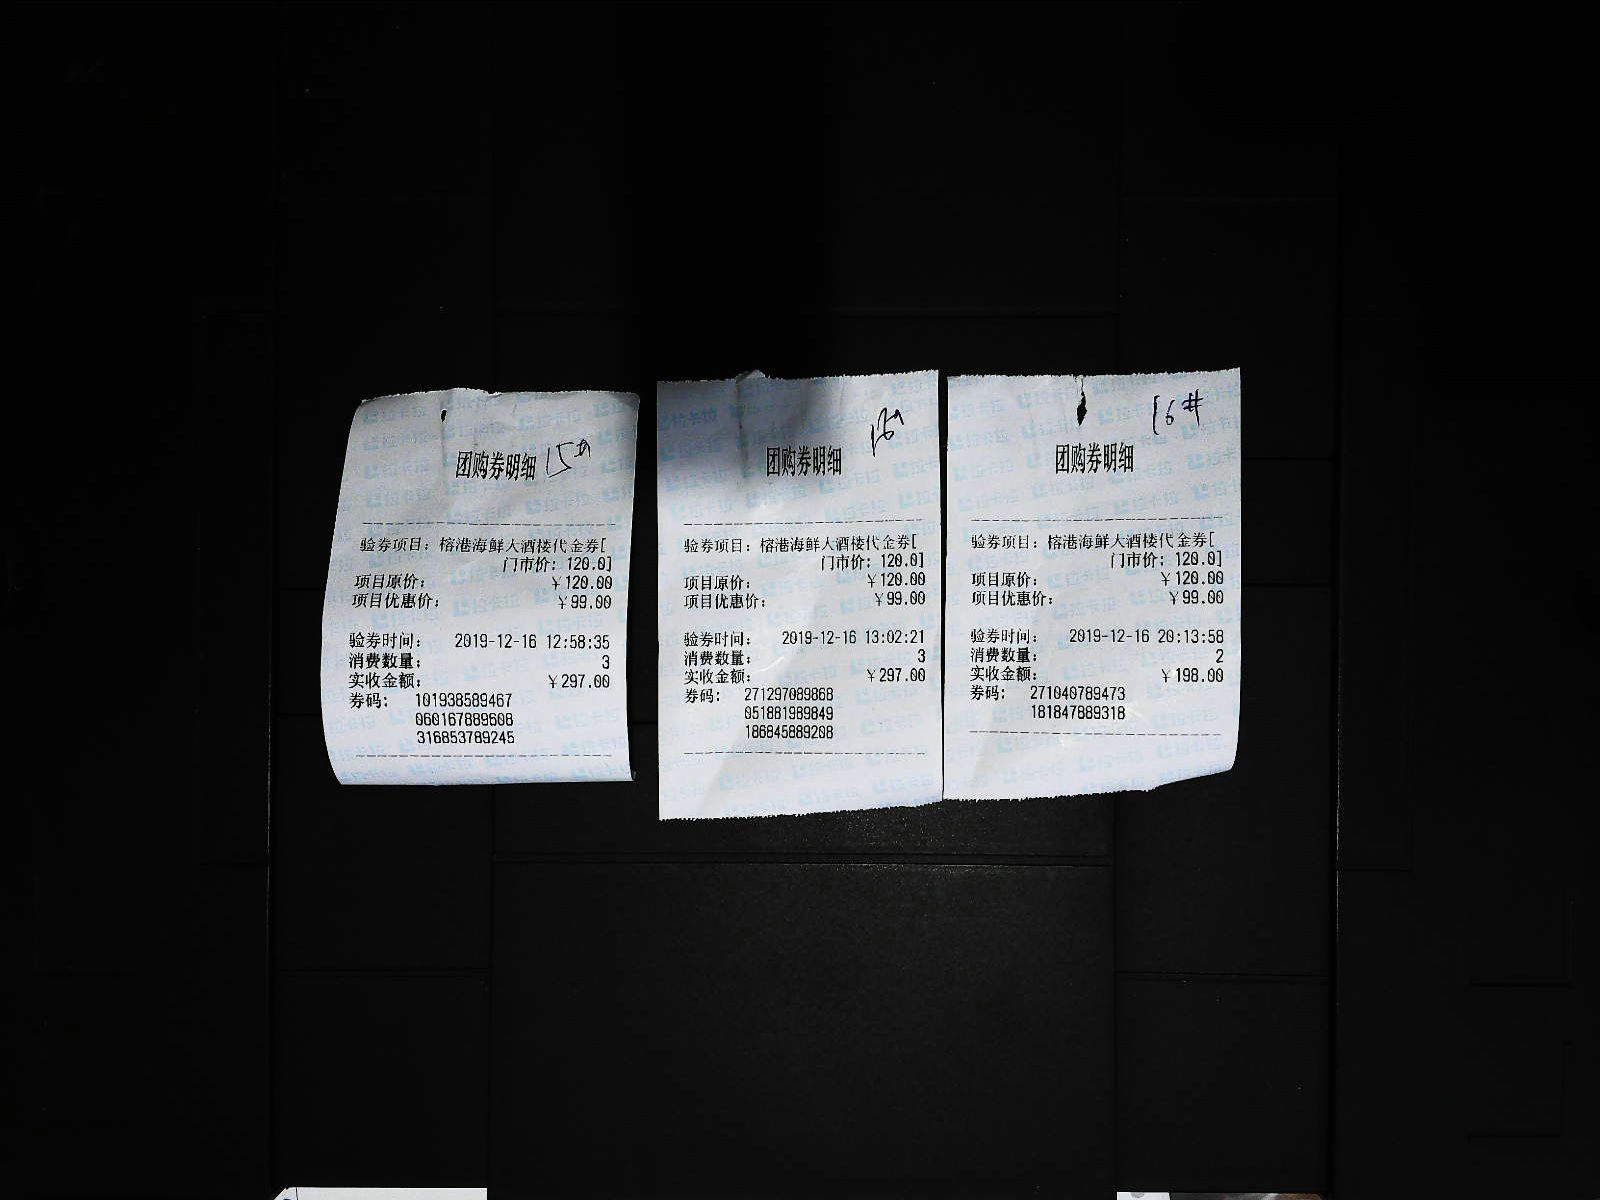 团购券明细 15#
验券项目：榕港海鲜大酒楼代金券[
门市价：120.0]
项目原价： ￥120.00
项目优惠价： ￥99.00
验券时间： 2019-12-16 12:58:35
消费数量： 3
实收金额： ￥297.00
券码： 101938589467
060167889608
316853789245
团购券明细
验券项目：榕港海鲜大酒楼代金券[
门市价：120.0]
项目原价： ￥120.00
项目优惠价： ￥99.00
验券时间： 2019-12-16 13:02:21
消费数量： 3
实收金额： ￥297.00
券码： 271297089868
051881989849
186845889208
16#
团购券明细
验券项目：榕港海鲜大酒楼代金券[
门市价：120.0]
项目原价： ￥120.00
项目优惠价： ￥99.00
验券时间： 2019-12-16 20:13:58
消费数量： 2
实收金额： ￥198.00
券码： 271040789473
181847889318